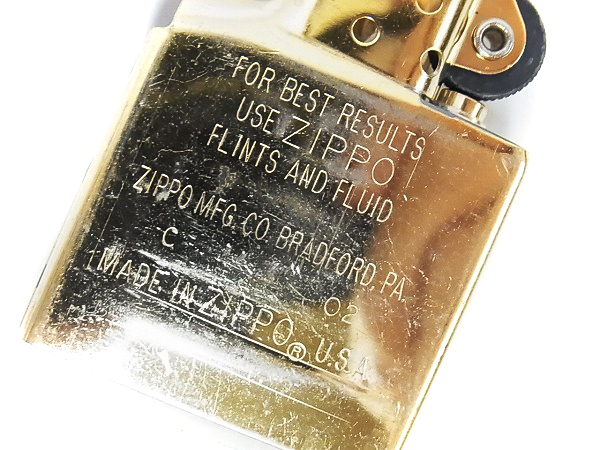 FOR BEST RESULTS
USE ZIPPO
FLINTS AND FLUID
ZIPPO MFG. CO. BRADFORD, PA.
C 02
MADE IN ZIPPO® U.S.A